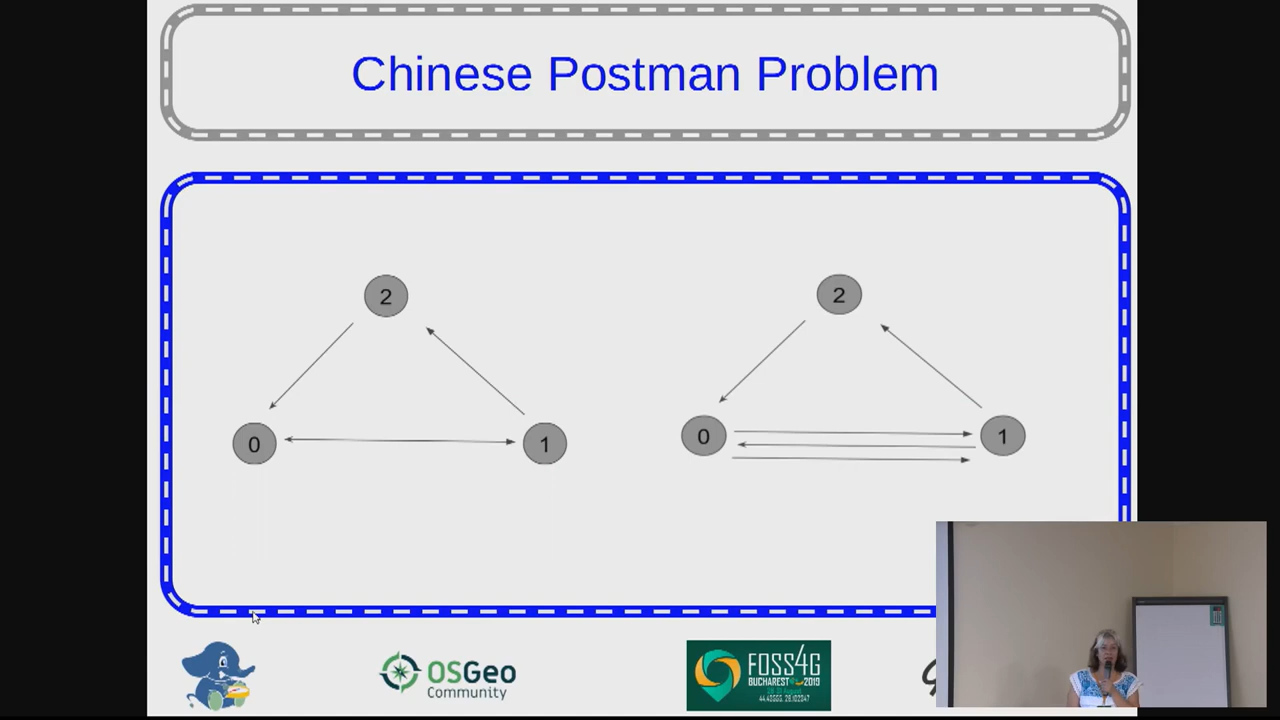 Chinese Postman Problem
2
0
1
2
0
1
OSGeo
Community
FOSS4G
BUCHAREST 2019